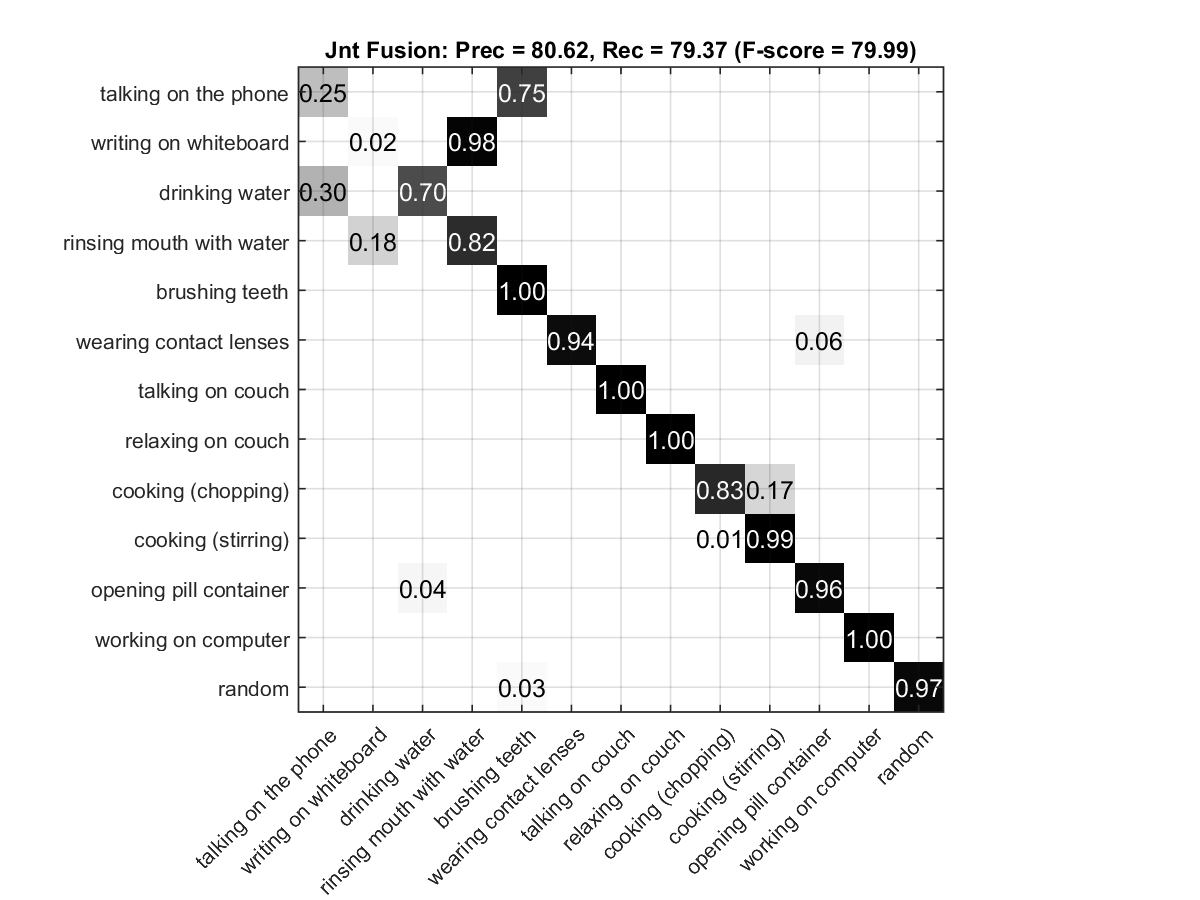 Jnt Fusion: Prec = 80.62, Rec = 79.37 (F-score = 79.99)
talking on the phone 0.25 0.75
writing on whiteboard 0.02 0.98
drinking water 0.30 0.70
rinsing mouth with water 0.18 0.82
brushing teeth 1.00
wearing contact lenses 0.94 0.06
talking on couch 1.00
relaxing on couch 1.00
cooking (chopping) 0.83 0.17
cooking (stirring) 0.01 0.99
opening pill container 0.04 0.96
working on computer 1.00
random 0.03 0.97
talking on the phone
writing on whiteboard
drinking water
rinsing mouth with water
brushing teeth
wearing contact lenses
talking on couch
relaxing on couch
cooking (chopping)
cooking (stirring)
opening pill container
working on computer
random